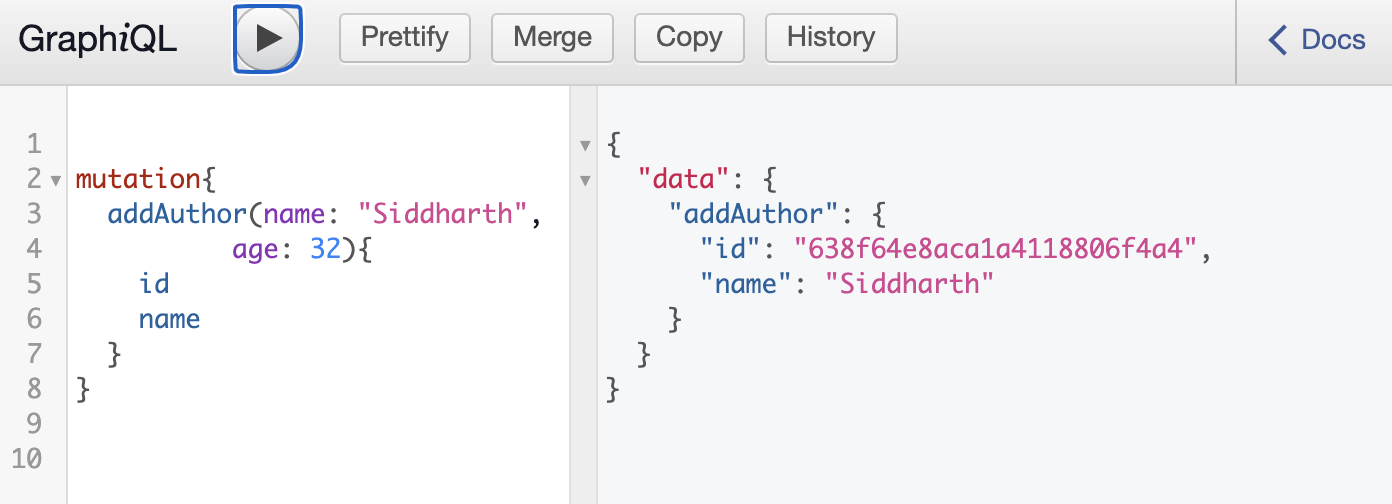 GraphiQL Prettify Merge Copy History Docs
1
2 mutation{
3 addAuthor(name: "Siddharth",
4 age: 32){
5 id
6 name
7 }
8 }
9
10
{
"data": {
"addAuthor": {
"id": "638f64e8aca1a4118806f4a4",
"name": "Siddharth"
}
}
}